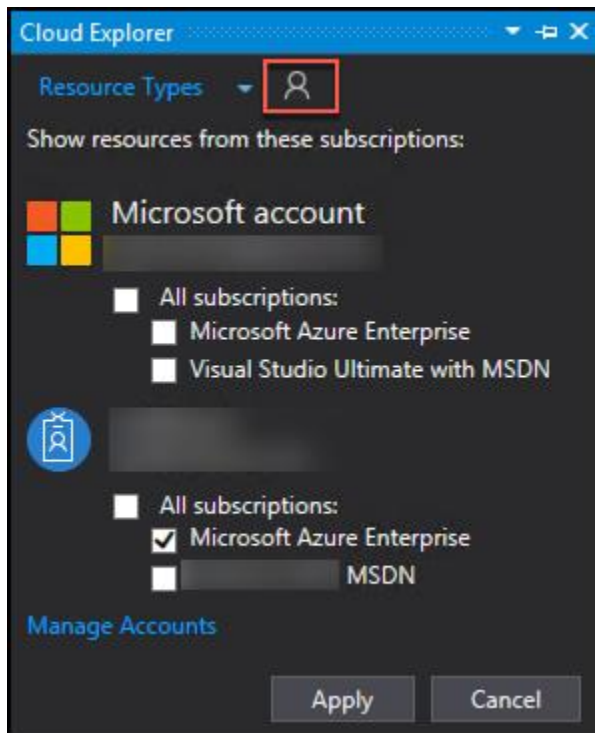 Cloud Explorer
Resource Types
Show resources from these subscriptions:
Microsoft account
All subscriptions:
Microsoft Azure Enterprise
Visual Studio Ultimate with MSDN
All subscriptions:
Microsoft Azure Enterprise
MSDN
Manage Accounts
Apply Cancel